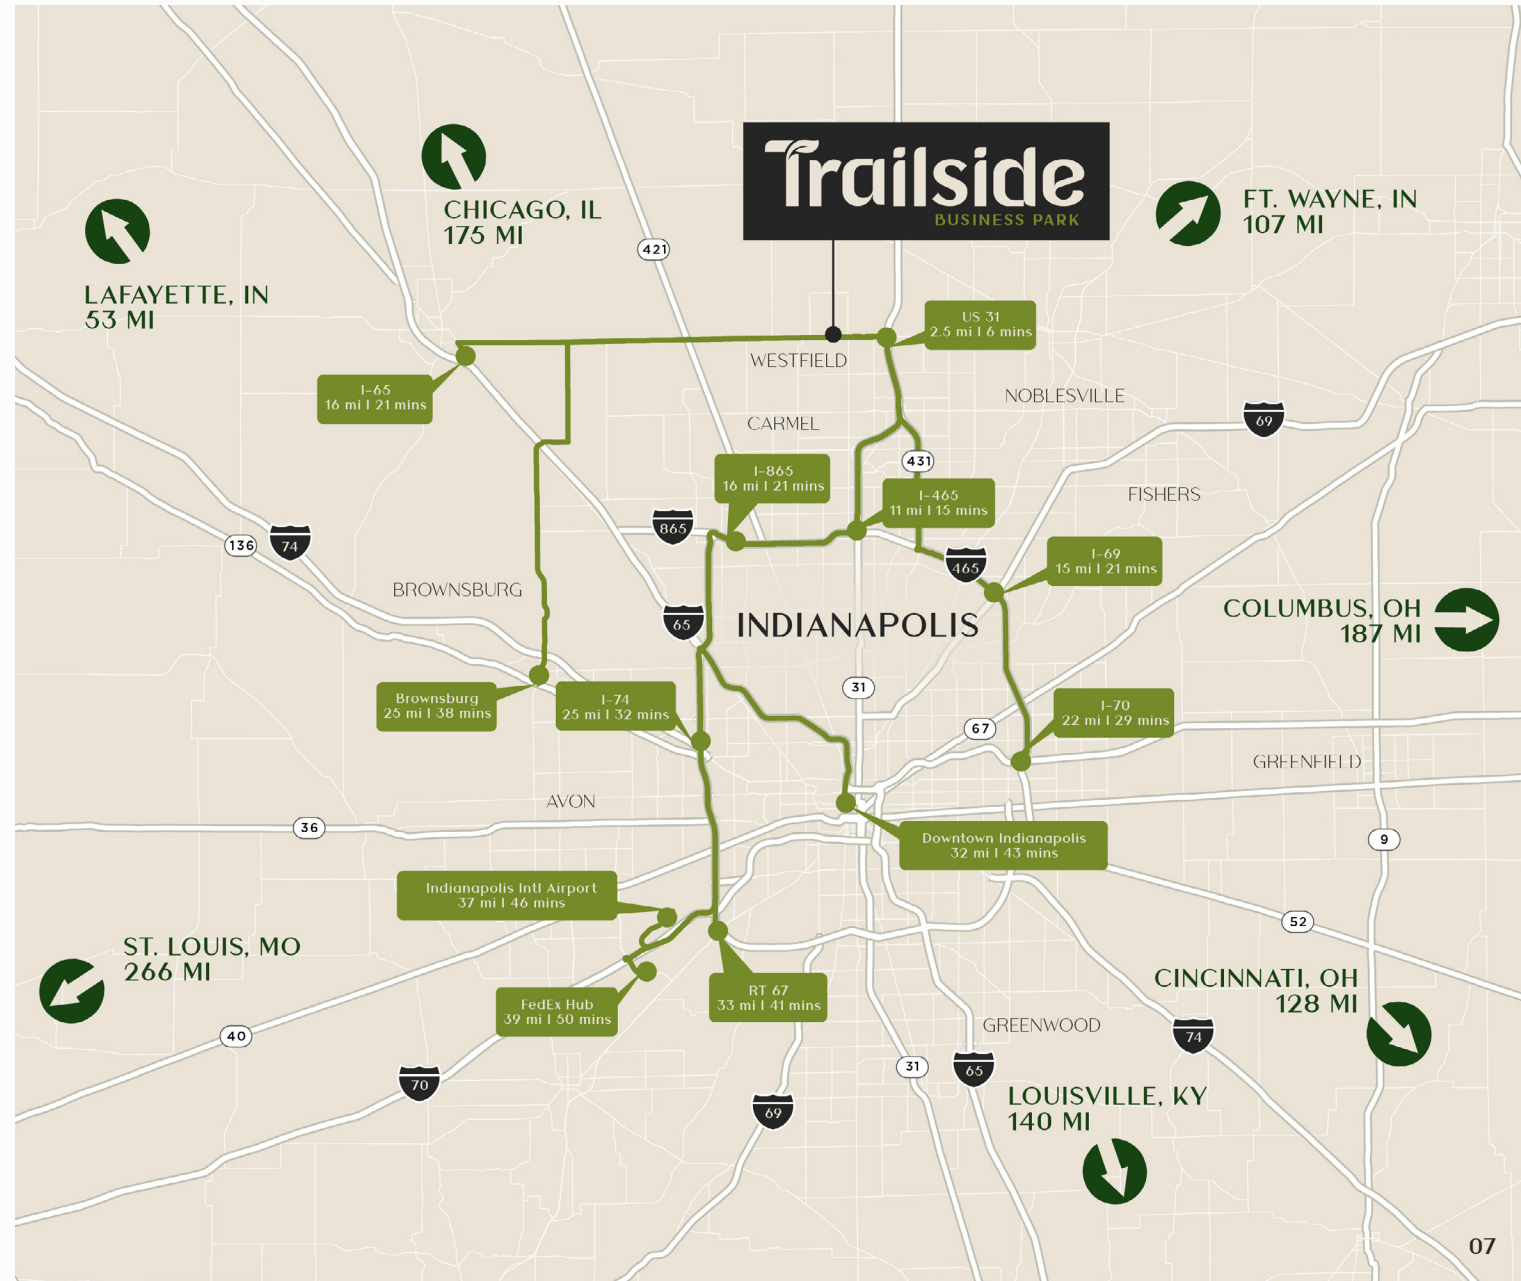 Trailside
BUSINESS PARK
CHICAGO, IL
175 MI
LAFAYETTE, IN
53 MI
FT. WAYNE, IN
107 MI
421
US 31
2.5 mi | 6 mins
WESTFIELD
I-65
16 mi | 21 mins
NOBLESVILLE
CARMEL
69
431
I-865
16 mi | 21 mins
I-465
11 mi | 15 mins
FISHERS
865
136
74
465
I-69
15 mi | 21 mins
BROWNSBURG
65
INDIANAPOLIS
COLUMBUS, OH
187 MI
Brownsburg
25 mi | 38 mins
I-74
25 mi | 32 mins
31
I-70
22 mi | 29 mins
67
GREENFIELD
AVON
36
Downtown Indianapolis
32 mi | 43 mins
9
Indianapolis Intl Airport
37 mi | 46 mins
52
ST. LOUIS, MO
266 MI
FedEx Hub
39 mi | 50 mins
RT 67
33 mi | 41 mins
CINCINNATI, OH
128 MI
GREENWOOD
40
74
70
31
65
69
LOUISVILLE, KY
140 MI
07